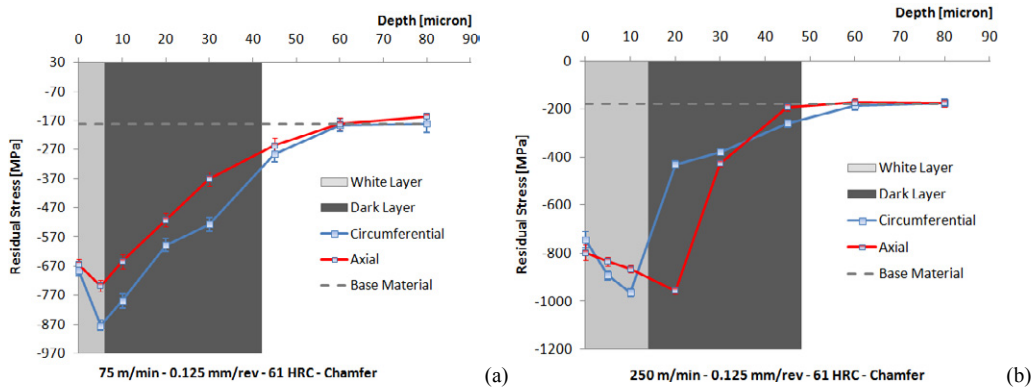 Depth [micron]
0 10 20 30 40 50 60 70 80 90
30
-70
-170
-270
-370
-470
-570
-670
-770
-870
-970
Residual Stress [MPa]
White Layer
Dark Layer
Circumferential
Axial
Base Material
75 m/min - 0.125 mm/rev - 61 HRC - Chamfer
(a)
Depth [micron]
0 10 20 30 40 50 60 70 80 90
0
-200
-400
-600
-800
-1000
-1200
Residual Stress [MPa]
White Layer
Dark Layer
Circumferential
Axial
Base Material
250 m/min - 0.125 mm/rev - 61 HRC - Chamfer
(b)